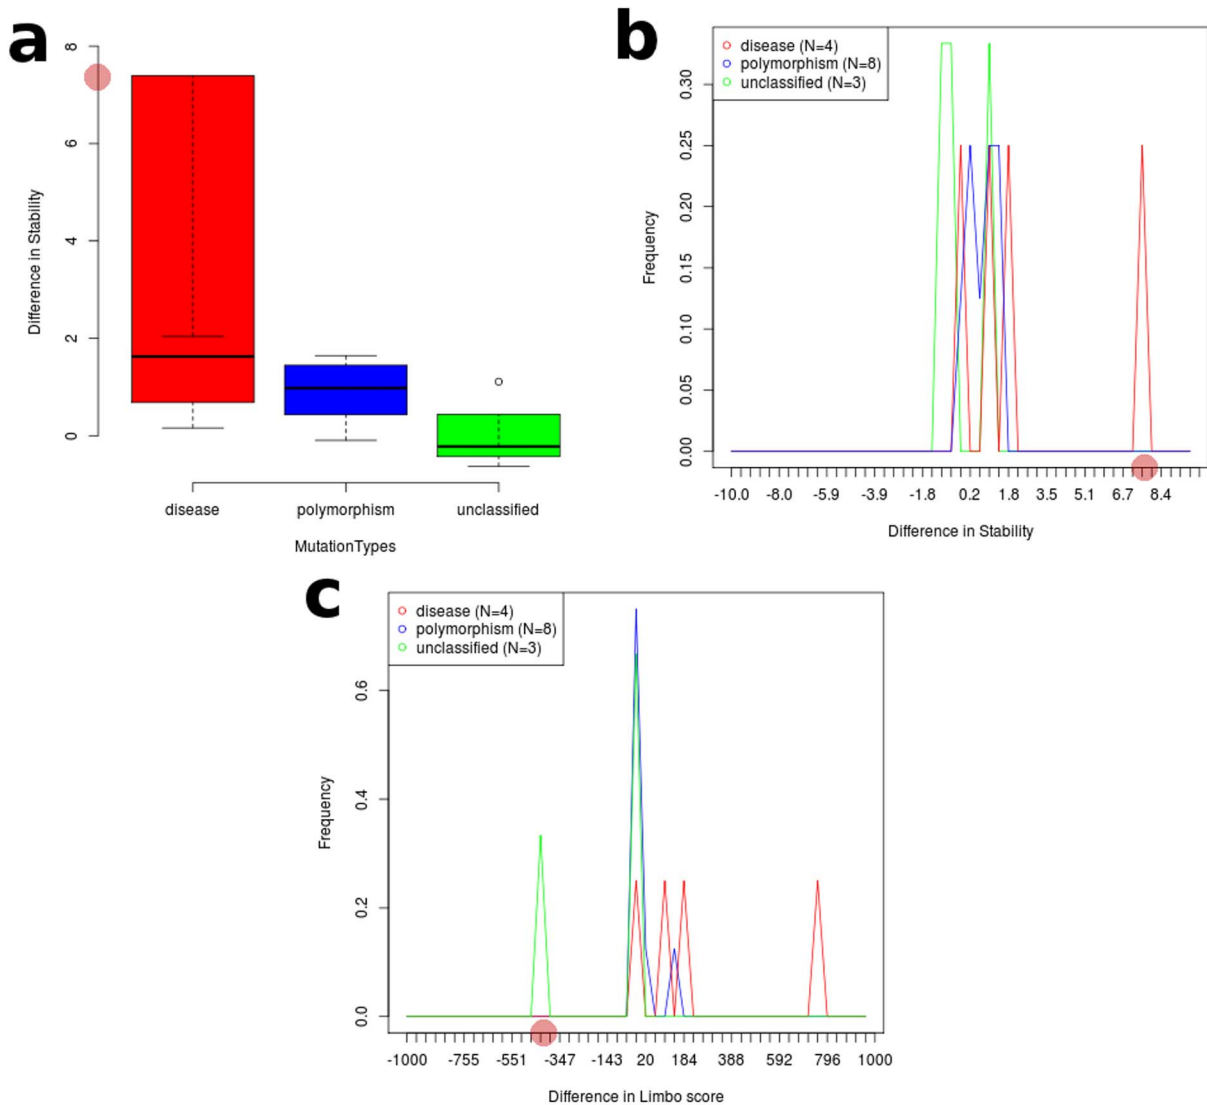 a
8
6
4
2
0
Difference in Stability
disease
polymorphism
unclassified
MutationTypes
b
disease (N=4)
polymorphism (N=8)
unclassified (N=3)
0.30
0.25
0.20
0.15
0.10
0.05
0.00
Frequency
-10.0 -8.0 -5.9 -3.9 -1.8 0.2 1.8 3.5 5.1 6.7 8.4
Difference in Stability
c
disease (N=4)
polymorphism (N=8)
unclassified (N=3)
0.6
0.4
0.2
0.0
Frequency
-1000 -755 -551 -347 -143 20 184 388 592 796 1000
Difference in Limbo score